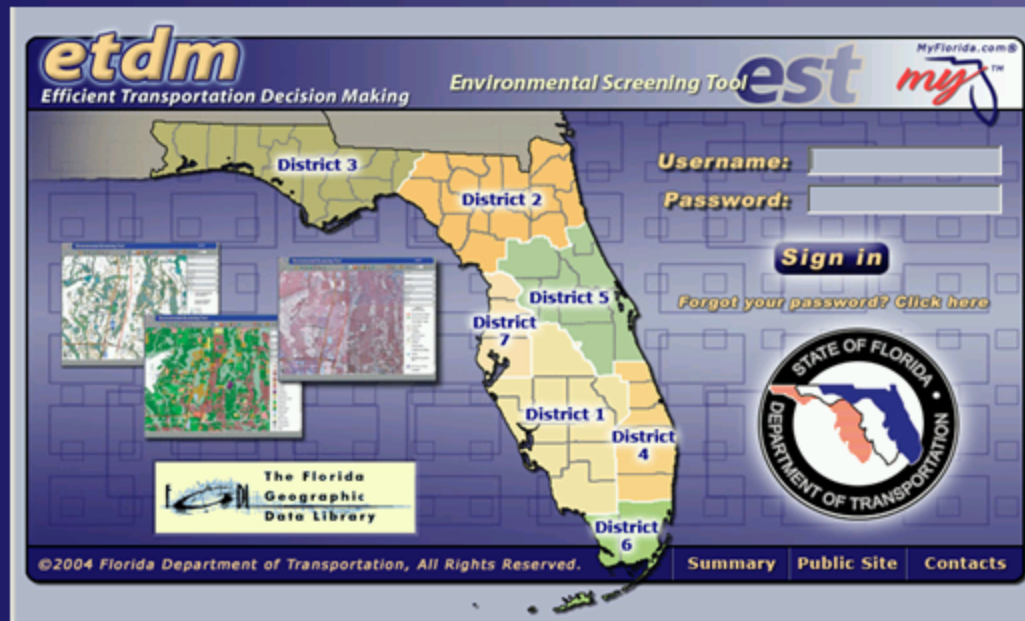 etdm
Efficient Transportation Decision Making
Environmental Screening Tool
est
MyFlorida.com®
my™
Username:
Password:
Sign in
Forgot your password? Click here
District 3
District 2
District 5
District
7
District 1
District
4
District
6
The Florida
Geographic
Data Library
STATE OF FLORIDA
DEPARTMENT OF TRANSPORTATION
©2004 Florida Department of Transportation, All Rights Reserved.
Summary
Public Site
Contacts